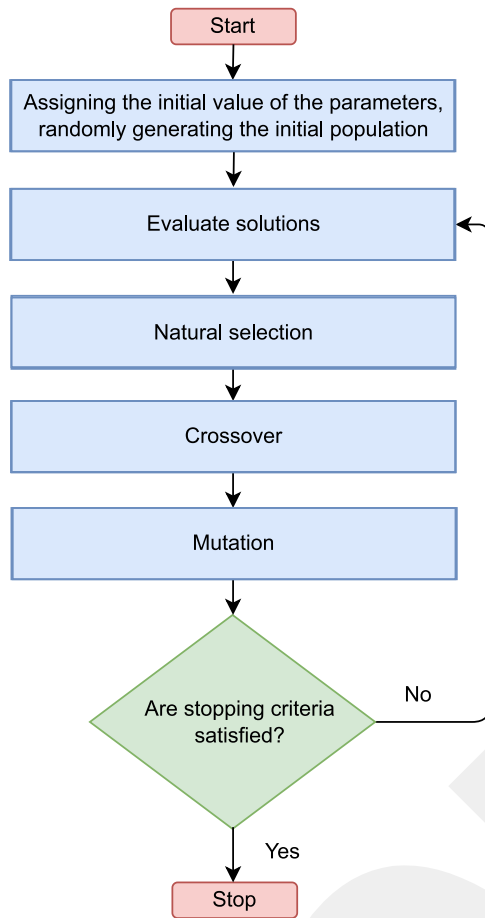 Start
Assigning the initial value of the parameters,
randomly generating the initial population
Evaluate solutions
Natural selection
Crossover
Mutation
Are stopping criteria
satisfied?
No
Yes
Stop